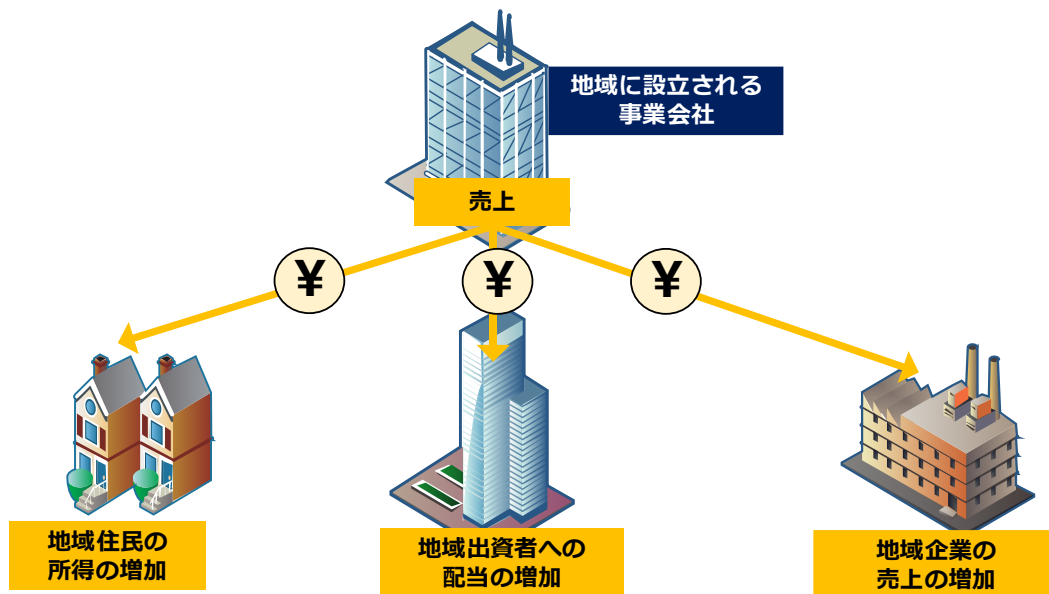 地域に設立される
事業会社
売上
¥
¥
¥
地域住民の
所得の増加
地域出資者への
配当の増加
地域企業の
売上の増加